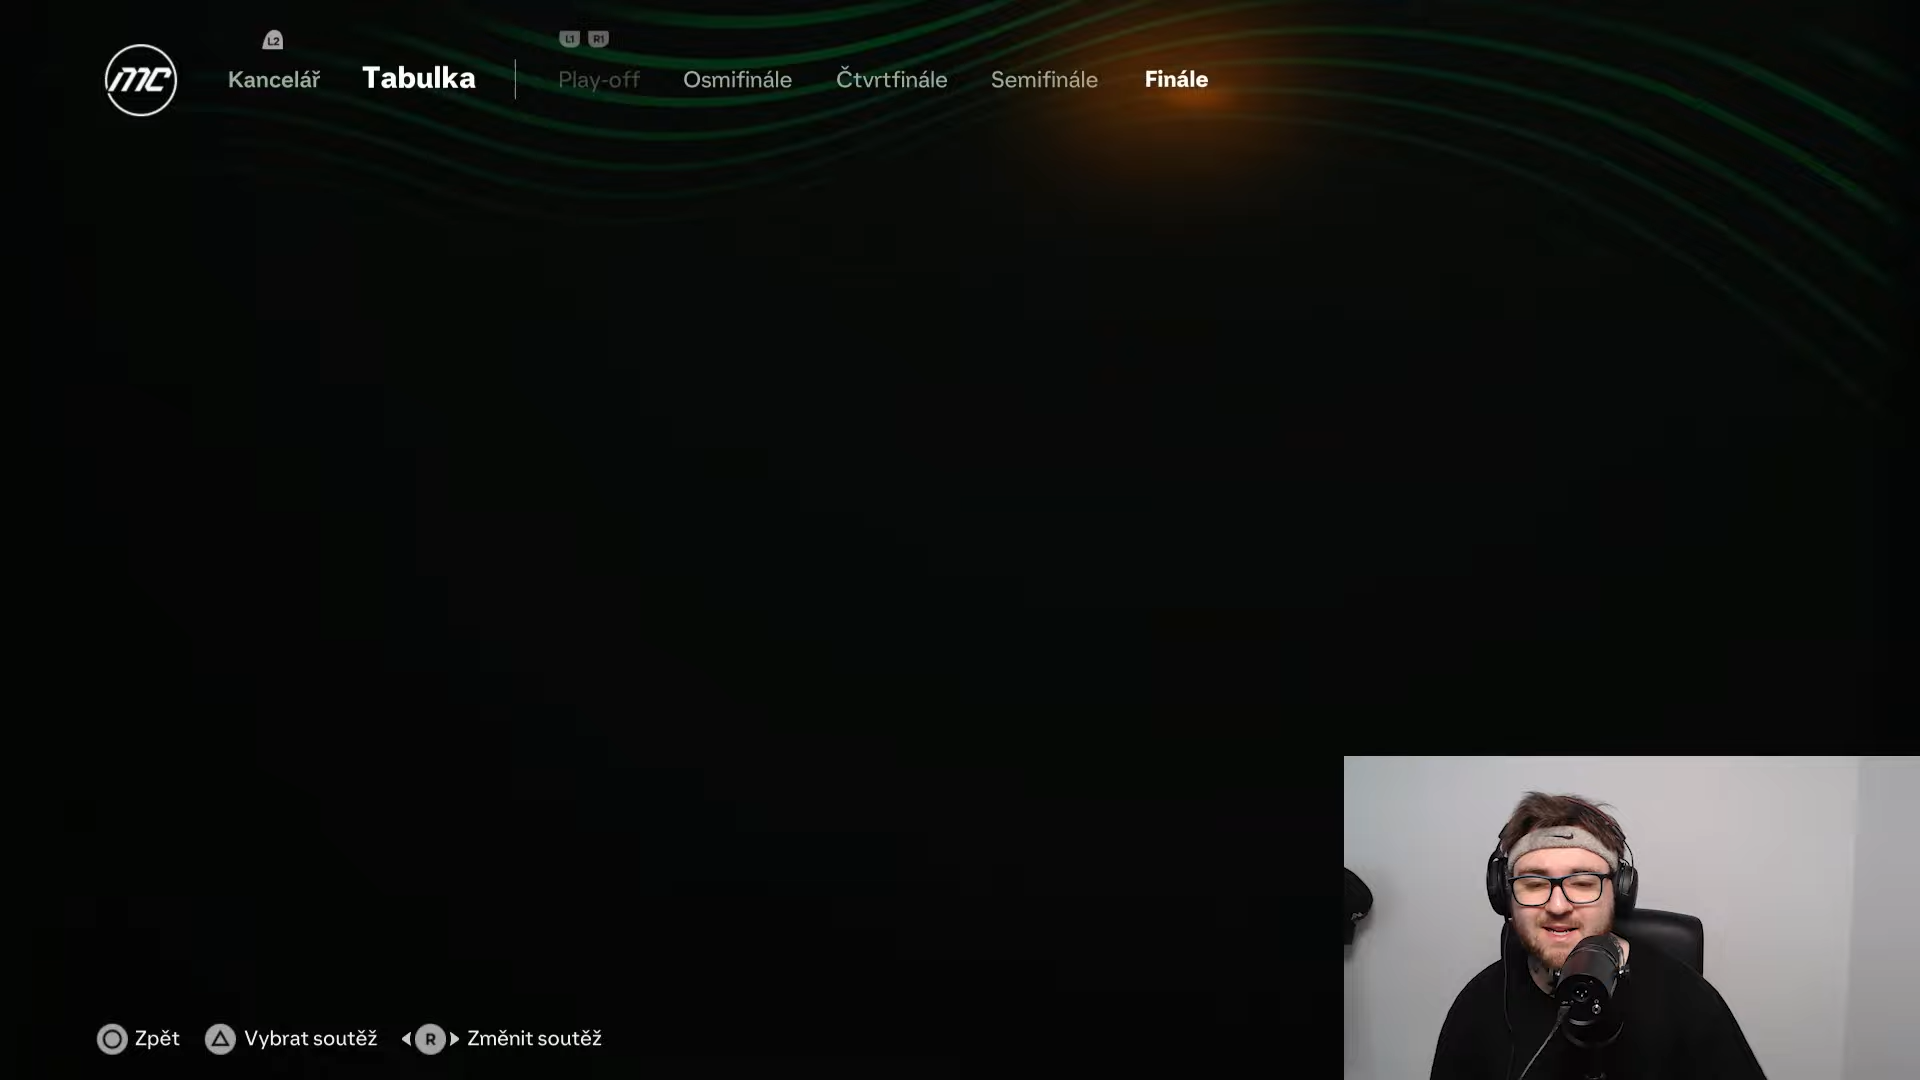 L2
L1 R1
MC Kancelář Tabulka Play-off Osmifinále Čtvrtfinále Semifinále Finále
Zpět Vybrat soutěž R Změnit soutěž